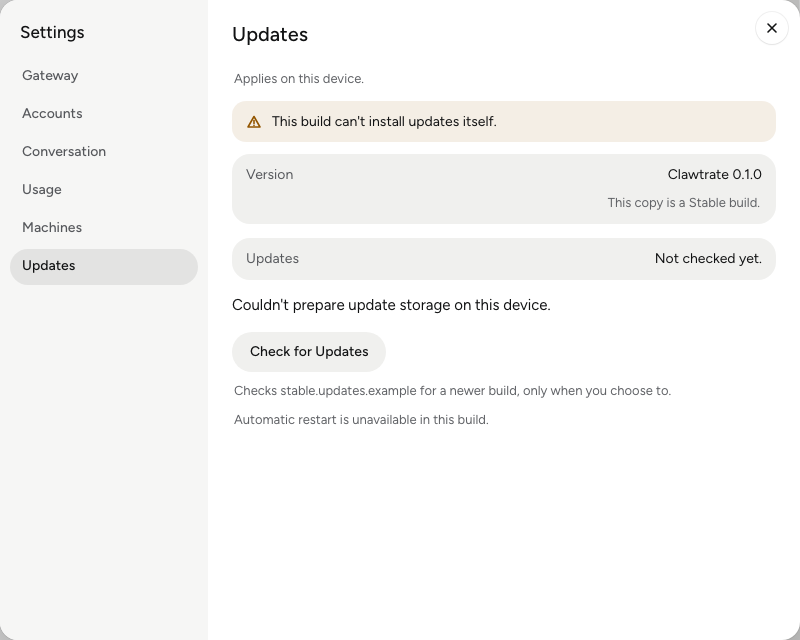 Settings
Gateway
Accounts
Conversation
Usage
Machines
Updates
Updates
Applies on this device.
This build can't install updates itself.
Version
Clawtrate 0.1.0
This copy is a Stable build.
Updates
Not checked yet.
Couldn't prepare update storage on this device.
Check for Updates
Checks stable.updates.example for a newer build, only when you choose to.
Automatic restart is unavailable in this build.